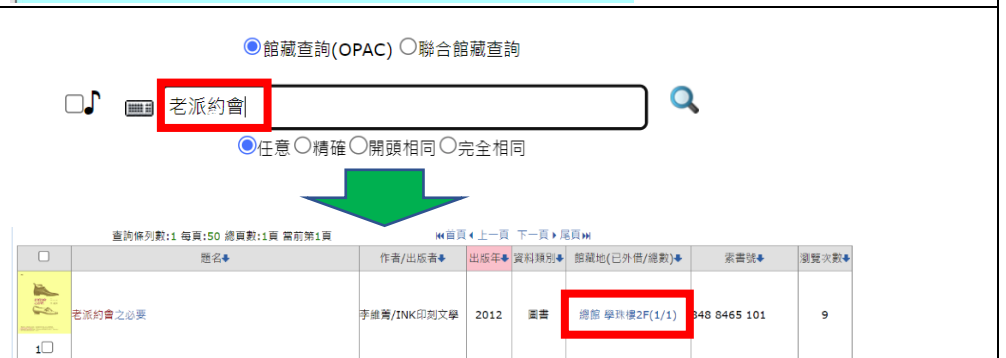 館藏查詢(OPAC) 聯合館藏查詢
老派約會
任意 精確 開頭相同 完全相同
查詢條列數:1 每頁:50 總頁數:1頁 當前第1頁 首頁 上一頁 下一頁 尾頁
題名 作者/出版者 出版年 資料類別 館藏地(已外借/總數) 索書號 瀏覽次數
老派約會之必要 李維菁/INK印刻文學 2012 圖書 總館 學珠樓2F(1/1) 848 8465 101 9
1